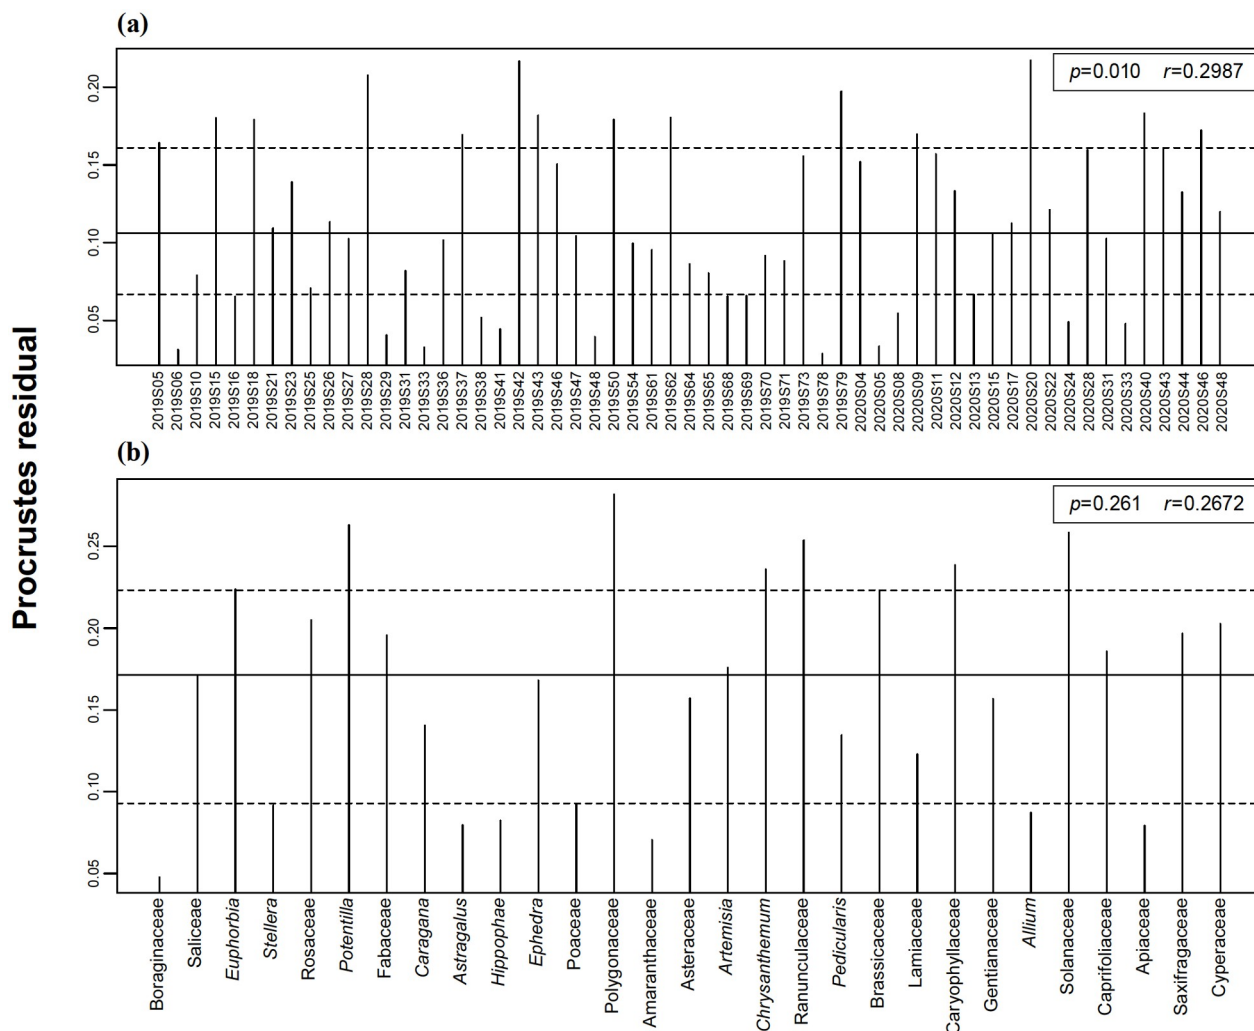 (a)
p=0.010 r=0.2987
0.20
0.15
0.10
0.05
2019S05
2019S06
2019S10
2019S15
2019S16
2019S18
2019S21
2019S23
2019S25
2019S26
2019S27
2019S28
2019S29
2019S31
2019S33
2019S36
2019S37
2019S38
2019S41
2019S42
2019S43
2019S46
2019S47
2019S48
2019S50
2019S54
2019S61
2019S62
2019S64
2019S65
2019S68
2019S69
2019S70
2019S71
2019S73
2019S78
2019S79
2020S04
2020S05
2020S08
2020S09
2020S11
2020S12
2020S13
2020S15
2020S17
2020S20
2020S22
2020S24
2020S28
2020S31
2020S33
2020S40
2020S43
2020S44
2020S46
2020S48
Procrustes residual
(b)
p=0.261 r=0.2672
0.25
0.20
0.15
0.10
0.05
Boraginaceae
Saliceae
Euphorbia
Stellera
Rosaceae
Potentilla
Fabaceae
Caragana
Astragalus
Hippophae
Ephedra
Poaceae
Polygonaceae
Amaranthaceae
Asteraceae
Artemisia
Chrysanthemum
Ranunculaceae
Pedicularis
Brassicaceae
Lamiaceae
Caryophyllaceae
Gentianaceae
Allium
Solanaceae
Caprifoliaceae
Apiaceae
Saxifragaceae
Cyperaceae